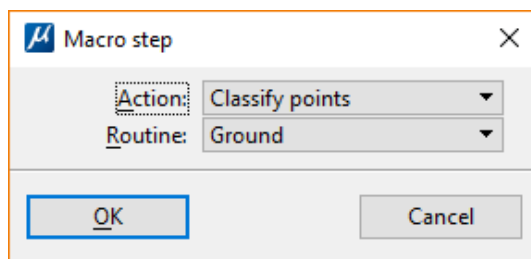 μ Macro step
Action: Classify points
Routine: Ground
OK Cancel